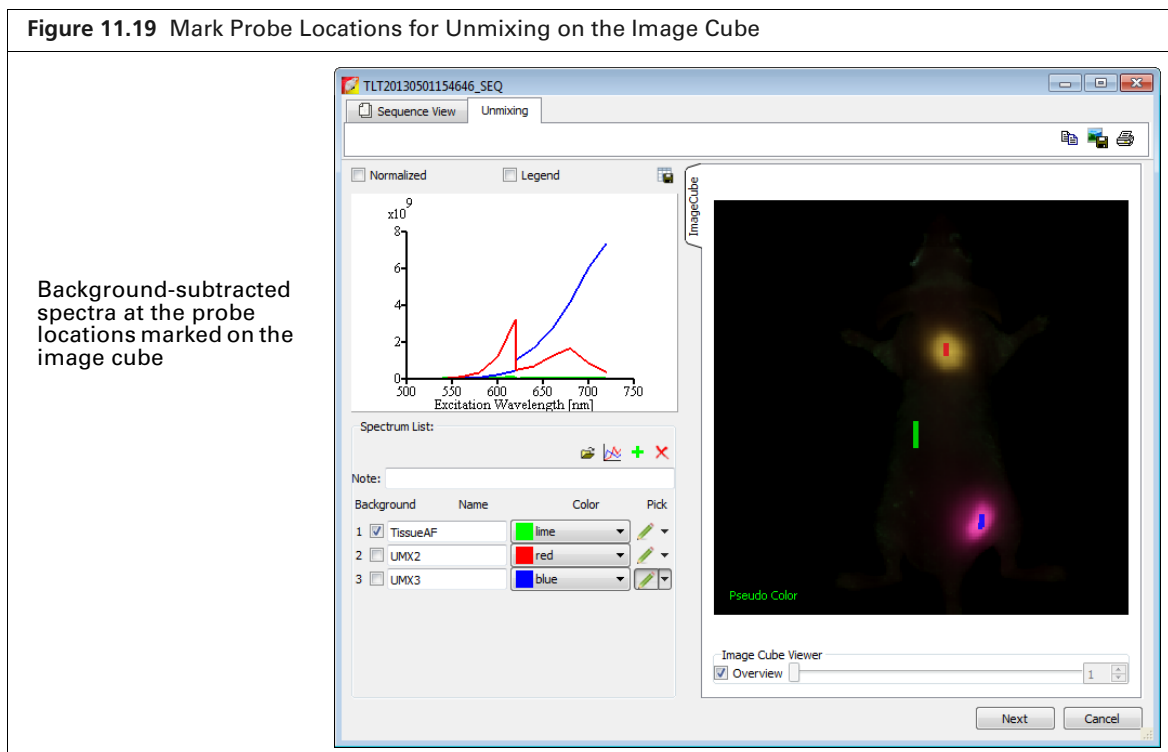 Figure 11.19 Mark Probe Locations for Unmixing on the Image Cube
Background-subtracted
spectra at the probe
locations marked on the
image cube
TLT20130501154646_SEQ
Sequence View Unmixing
Normalized Legend
x10^9
8
6
4
2
0
500 550 600 650 700 750
Excitation Wavelength [nm]
Spectrum List:
Note:
Background Name Color Pick
1 TissueAF lime
2 UMX2 red
3 UMX3 blue
ImageCube
Pseudo Color
Image Cube Viewer
Overview 1
Next Cancel